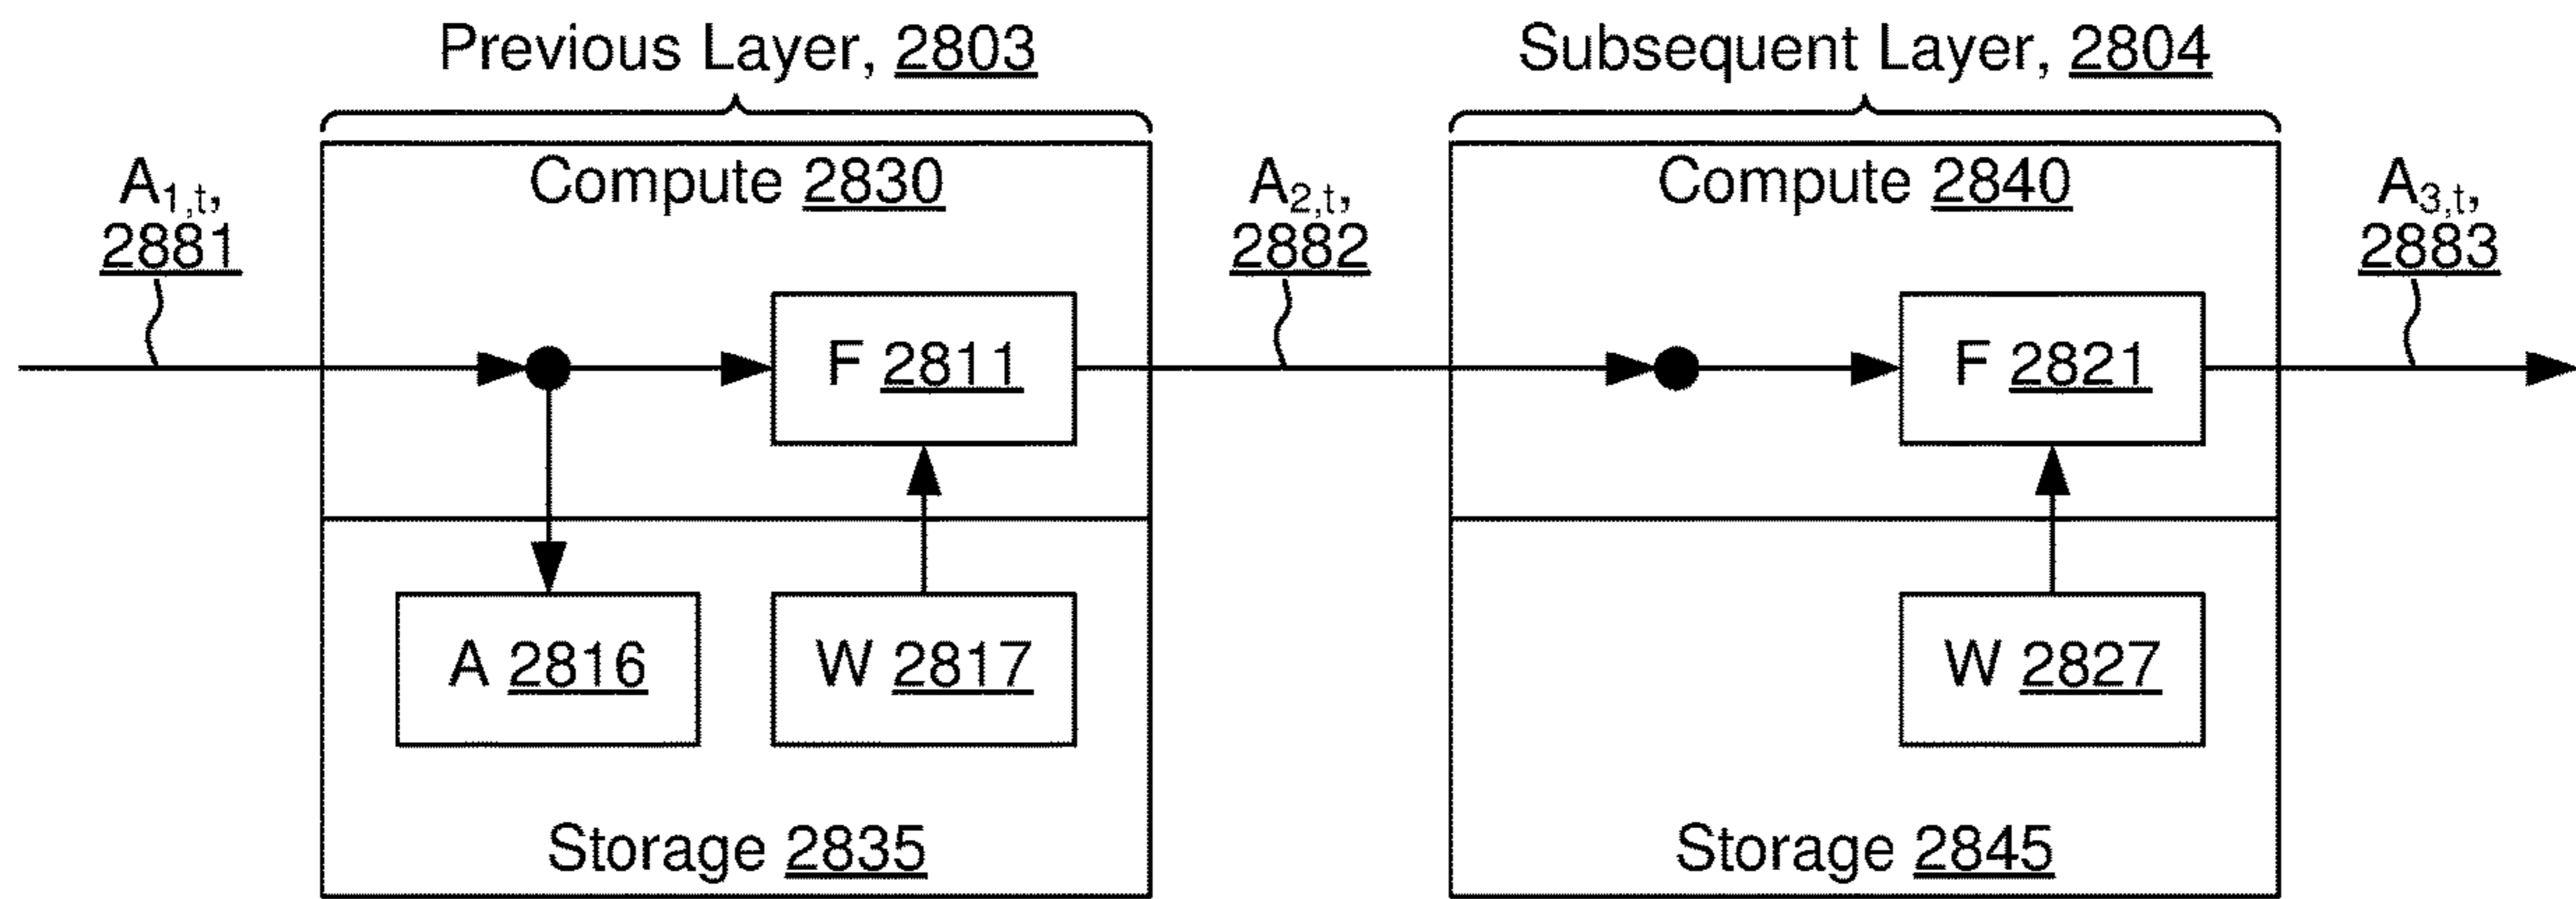 Previous Layer, 2803
Subsequent Layer, 2804
A1,t,
2881
Compute 2830
A2,t,
2882
Compute 2840
A3,t,
2883
F 2811
F 2821
A 2816
W 2817
W 2827
Storage 2835
Storage 2845